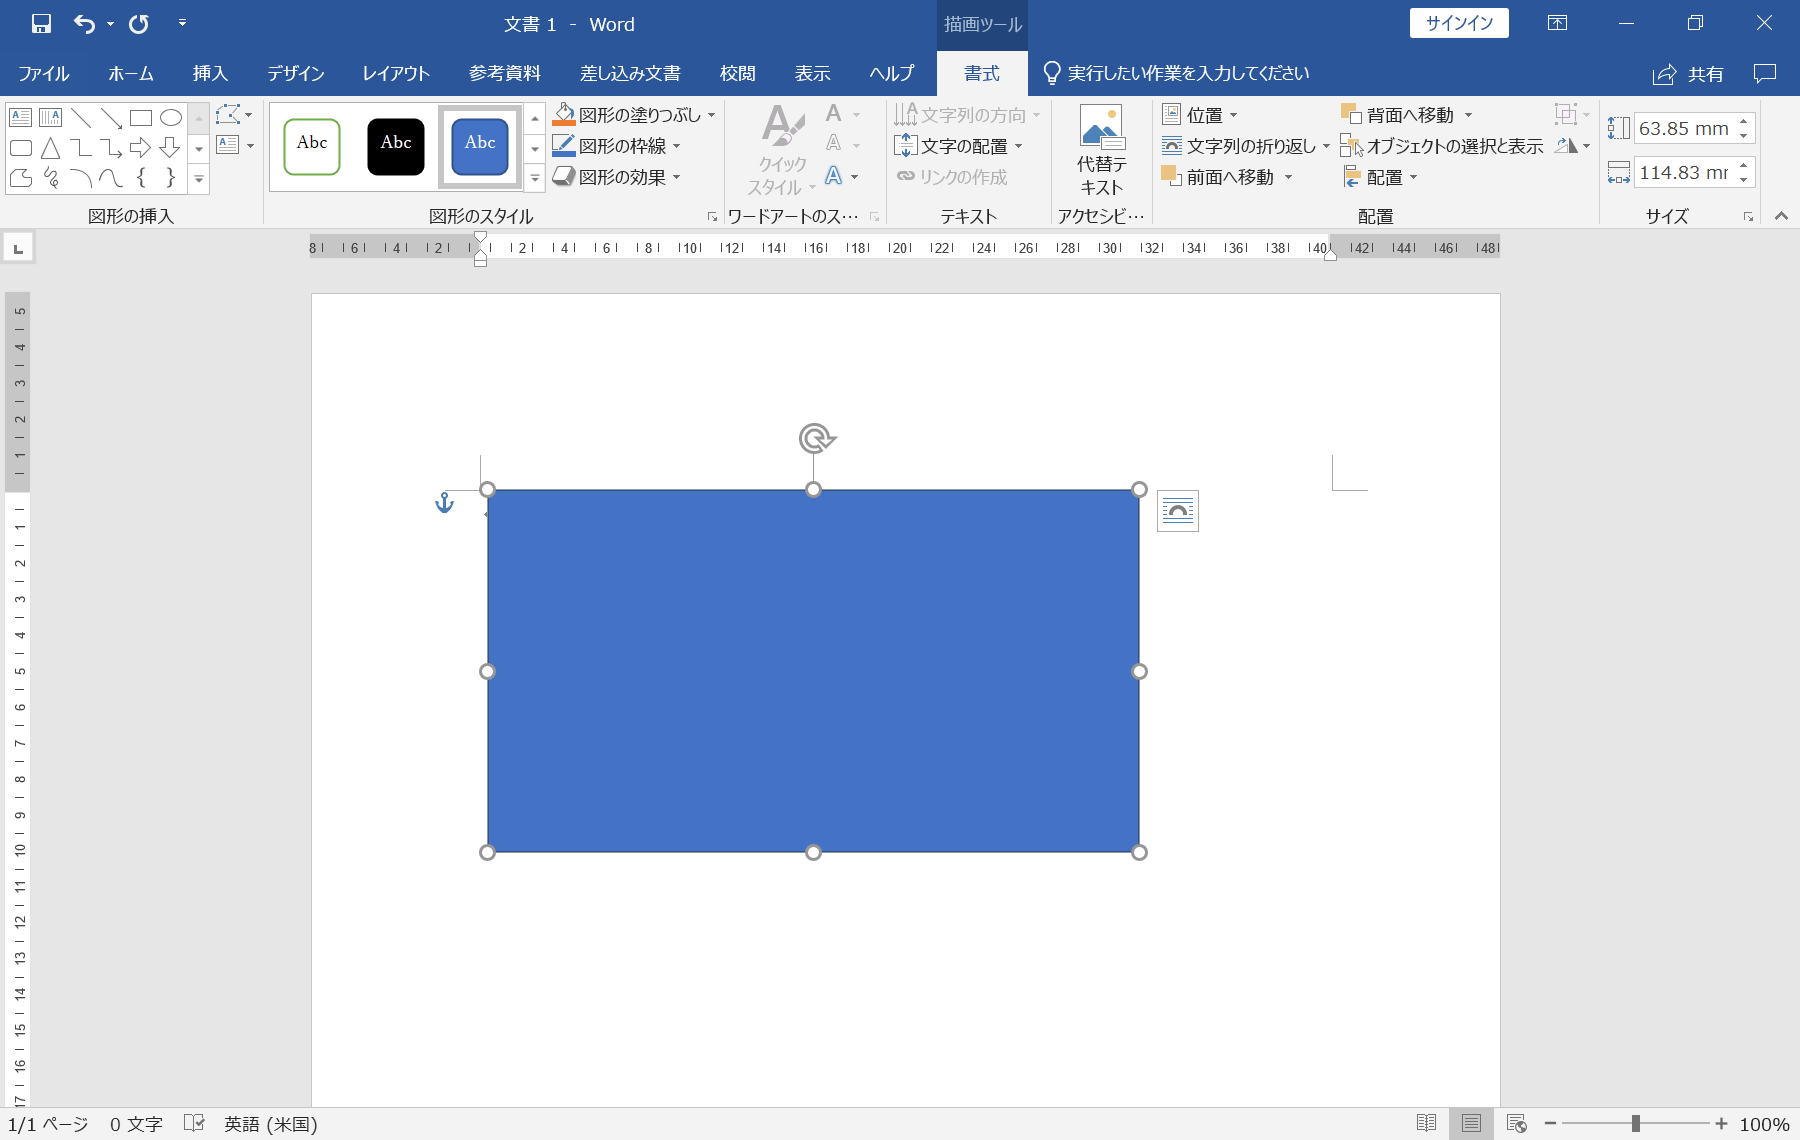 文書 1 - Word
描画ツール
サインイン
ファイル ホーム 挿入 デザイン レイアウト 参考資料 差し込み文書 校閲 表示 ヘルプ 書式 実行したい作業を入力してください 共有
Abc Abc Abc
図形の塗りつぶし
図形の枠線
図形の効果
クイック
スタイル
文字列の方向
文字の配置
リンクの作成
代替テ
キスト
位置
文字列の折り返し
前面へ移動
背面へ移動
オブジェクトの選択と表示
配置
63.85 mm
114.83 mr
図形の挿入 図形のスタイル ワードアートのス… テキスト アクセシビ… 配置 サイズ
8 6 4 2 2 4 6 8 10 12 14 16 18 20 22 24 26 28 30 32 34 36 38 40 42 44 46 48
5
4
3
2
1
1
2
3
4
5
6
7
8
9
10
11
12
13
14
15
16
17
1/1 ページ 0 文字 英語 (米国) 100%